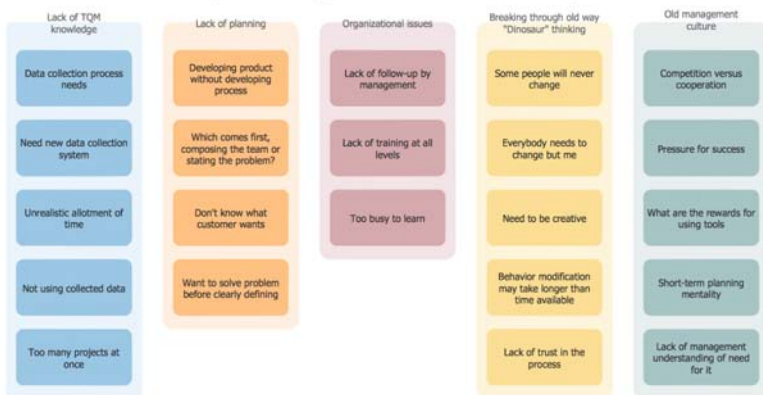 Lack of TQM
knowledge
Data collection process
needs
Need new data collection
system
Unrealistic allotment of
time
Not using collected data
Too many projects at
once
Lack of planning
Developing product
without developing
process
Which comes first,
composing the team or
stating the problem?
Don't know what
customer wants
Want to solve problem
before clearly defining
Organizational issues
Lack of follow-up by
management
Lack of training at all
levels
Too busy to learn
Breaking through old way
"Dinosaur" thinking
Some people will never
change
Everybody needs to
change but me
Need to be creative
Behavior modification
may take longer than
time available
Lack of trust in the
process
Old management
culture
Competition versus
cooperation
Pressure for success
What are the rewards for
using tools
Short-term planning
mentality
Lack of management
understanding of need
for it